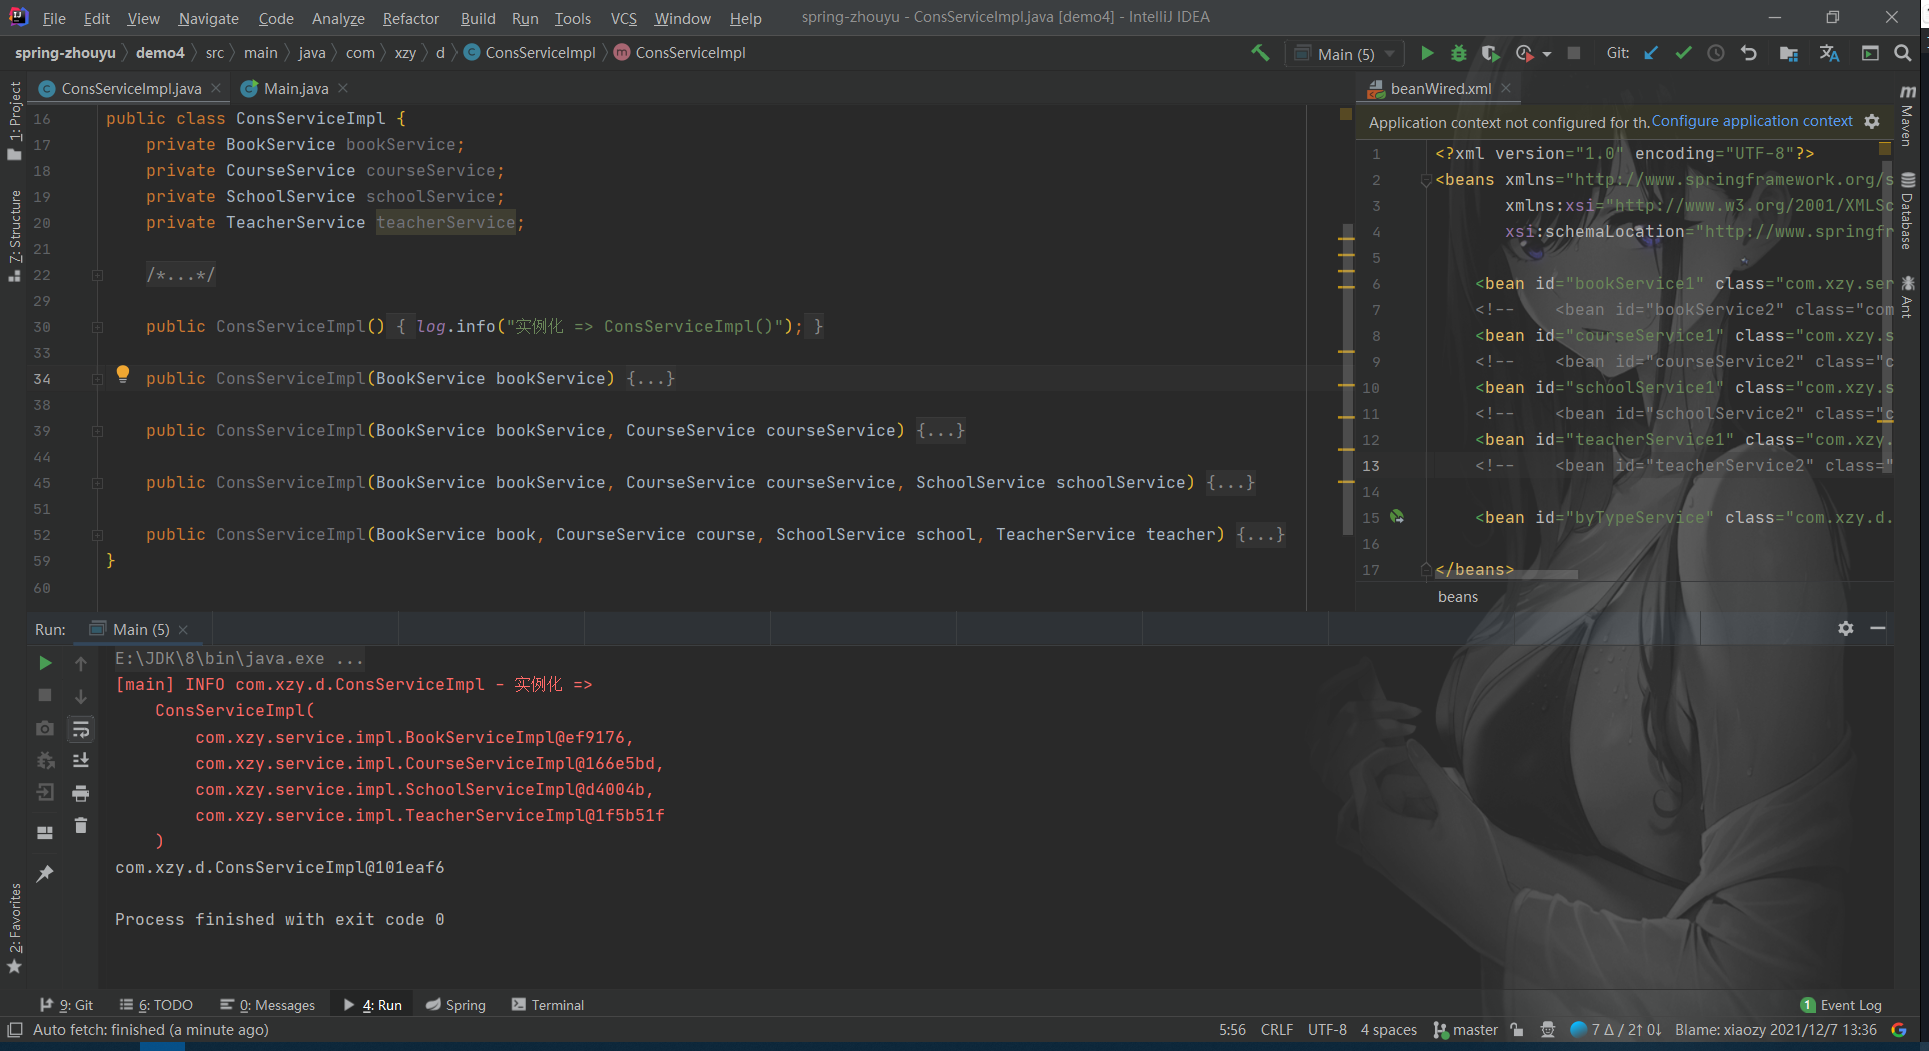 File Edit View Navigate Code Analyze Refactor Build Run Tools VCS Window Help spring-zhouyu - ConsServiceImpl.java [demo4] - IntelliJ IDEA
spring-zhouyu demo4 src main java com xzy d ConsServiceImpl ConsServiceImpl Main (5) Git:
1: Project
7: Structure
2: Favorites
ConsServiceImpl.java Main.java
16 public class ConsServiceImpl {
17 private BookService bookService;
18 private CourseService courseService;
19 private SchoolService schoolService;
20 private TeacherService teacherService;
21
22 /*...*/
29
30 public ConsServiceImpl() { log.info("实例化 => ConsServiceImpl()"); }
33
34 public ConsServiceImpl(BookService bookService) {...}
38
39 public ConsServiceImpl(BookService bookService, CourseService courseService) {...}
44
45 public ConsServiceImpl(BookService bookService, CourseService courseService, SchoolService schoolService) {...}
51
52 public ConsServiceImpl(BookService book, CourseService course, SchoolService school, TeacherService teacher) {...}
59 }
60
beanWired.xml
Application context not configured for th. Configure application context
1 <?xml version="1.0" encoding="UTF-8"?>
2 <beans xmlns="http://www.springframework.org/s
3 xmlns:xsi="http://www.w3.org/2001/XMLSc
4 xsi:schemaLocation="http://www.springfr
5
6 <bean id="bookService1" class="com.xzy.ser
7 <!-- <bean id="bookService2" class="com
8 <bean id="courseService1" class="com.xzy.s
9 <!-- <bean id="courseService2" class="c
10 <bean id="schoolService1" class="com.xzy.s
11 <!-- <bean id="schoolService2" class="c
12 <bean id="teacherService1" class="com.xzy.
13 <!-- <bean id="teacherService2" class="
14
15 <bean id="byTypeService" class="com.xzy.d.
16
17 </beans>
beans
Maven
Database
Ant
Run: Main (5)
E:\JDK\8\bin\java.exe ...
[main] INFO com.xzy.d.ConsServiceImpl - 实例化 =>
ConsServiceImpl(
com.xzy.service.impl.BookServiceImpl@ef9176,
com.xzy.service.impl.CourseServiceImpl@166e5bd,
com.xzy.service.impl.SchoolServiceImpl@d4004b,
com.xzy.service.impl.TeacherServiceImpl@1f5b51f
)
com.xzy.d.ConsServiceImpl@101eaf6
Process finished with exit code 0
9: Git 6: TODO 0: Messages 4: Run Spring Terminal 1 Event Log
Auto fetch: finished (a minute ago) 5:56 CRLF UTF-8 4 spaces master 7 Δ / 2↑ 0↓ Blame: xiaozy 2021/12/7 13:36